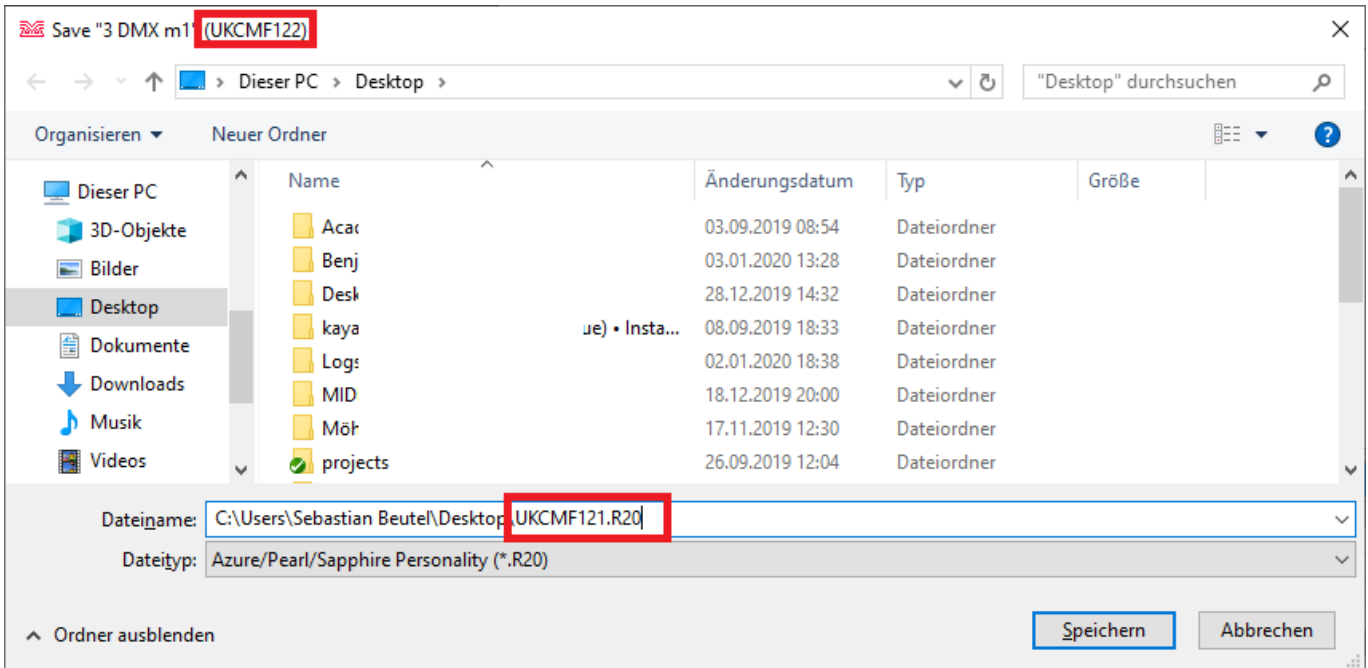 Save "3 DMX m1" (UKCMF122)
Dieser PC > Desktop > "Desktop" durchsuchen
Organisieren Neuer Ordner ?
Name Änderungsdatum Typ Größe
Dieser PC
3D-Objekte
Bilder
Desktop
Dokumente
Downloads
Musik
Videos
03.09.2019 08:54 Dateiordner
Benj 03.01.2020 13:28 Dateiordner
Desk 28.12.2019 14:32 Dateiordner
kaya ue) • Insta... 08.09.2019 18:33 Dateiordner
Logs 02.01.2020 18:38 Dateiordner
MID 18.12.2019 20:00 Dateiordner
Möh 17.11.2019 12:30 Dateiordner
projects 26.09.2019 12:04 Dateiordner
Dateiname: C:\Users\Sebastian Beutel\Desktop\UKCMF121.R20
Dateityp: Azure/Pearl/Sapphire Personality (*.R20)
Ordner ausblenden Speichern Abbrechen